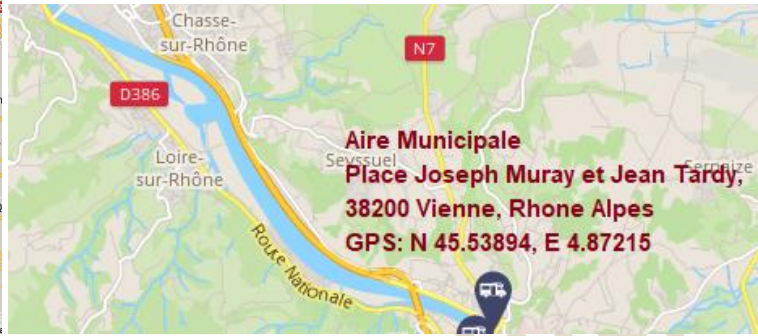 Chasse-
sur-Rhône
N7
D386
Aire Municipale
Loire-
sur-Rhône
Seyssuel
Place Joseph Muray et Jean Tardy,
38200 Vienne, Rhone Alpes
GPS: N 45.53894, E 4.87215
Route Nationale